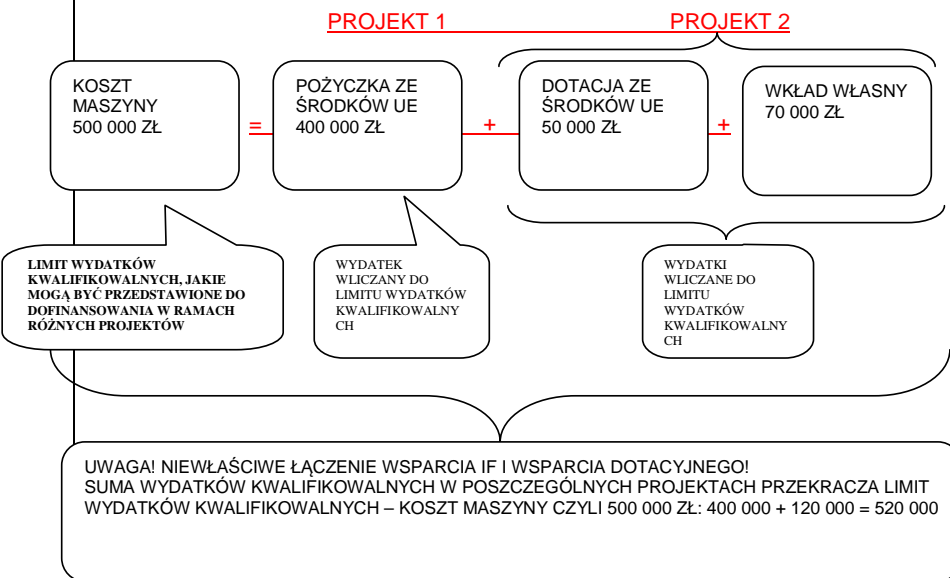 PROJEKT 1 PROJEKT 2
KOSZT
MASZYNY
500 000 ZŁ
=
POŻYCZKA ZE
ŚRODKÓW UE
400 000 ZŁ
+
DOTACJA ZE
ŚRODKÓW UE
50 000 ZŁ
+
WKŁAD WŁASNY
70 000 ZŁ
LIMIT WYDATKÓW
KWALIFIKOWALNYCH, JAKIE
MOGĄ BYĆ PRZEDSTAWIONE DO
DOFINANSOWANIA W RAMACH
RÓŻNYCH PROJEKTÓW
WYDATEK
WLICZANY DO
LIMITU WYDATKÓW
KWALIFIKOWALNY
CH
WYDATKI
WLICZANE DO
LIMITU
WYDATKÓW
KWALIFIKOWALNY
CH
UWAGA! NIEWŁAŚCIWE ŁĄCZENIE WSPARCIA IF I WSPARCIA DOTACYJNEGO!
SUMA WYDATKÓW KWALIFIKOWALNYCH W POSZCZEGÓLNYCH PROJEKTACH PRZEKRACZA LIMIT
WYDATKÓW KWALIFIKOWALNYCH – KOSZT MASZYNY CZYLI 500 000 ZŁ: 400 000 + 120 000 = 520 000